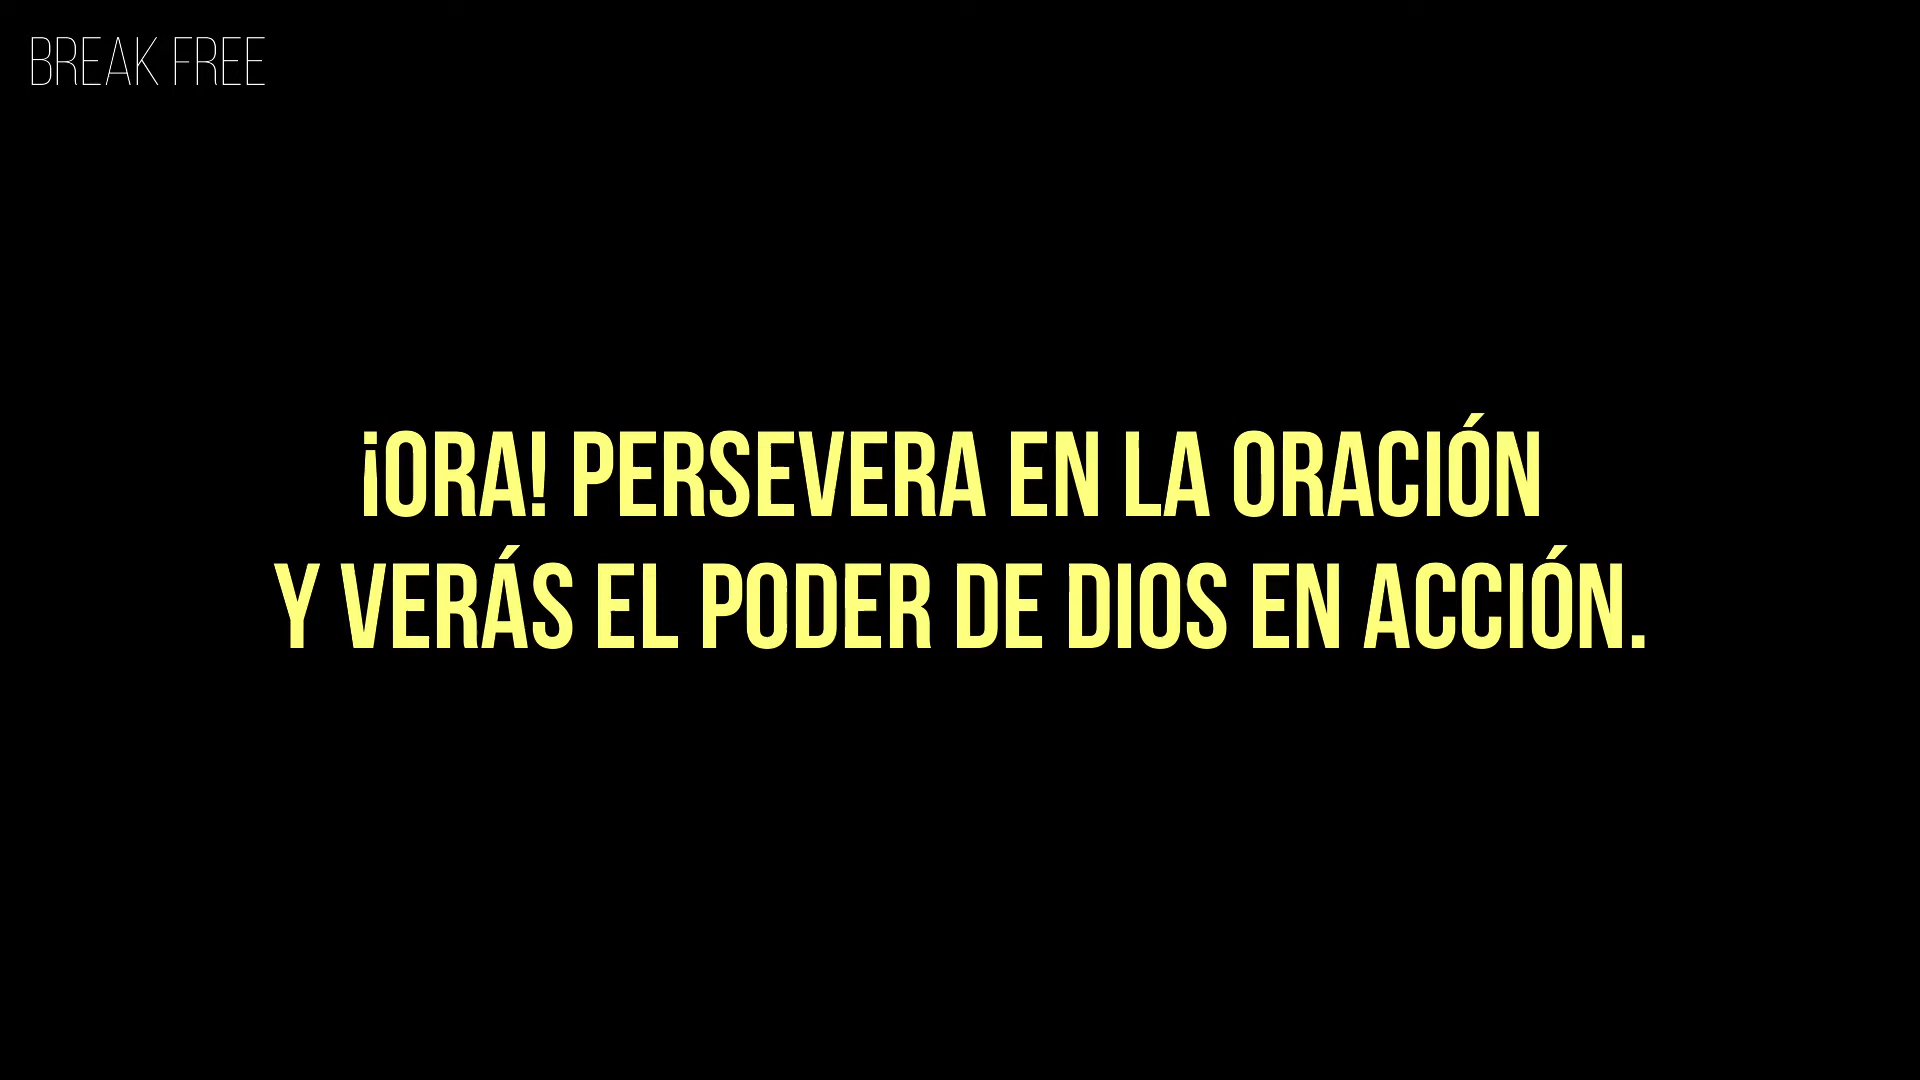 BREAK FREE
¡ORA! PERSEVERA EN LA ORACIÓN
Y VERÁS EL PODER DE DIOS EN ACCIÓN.